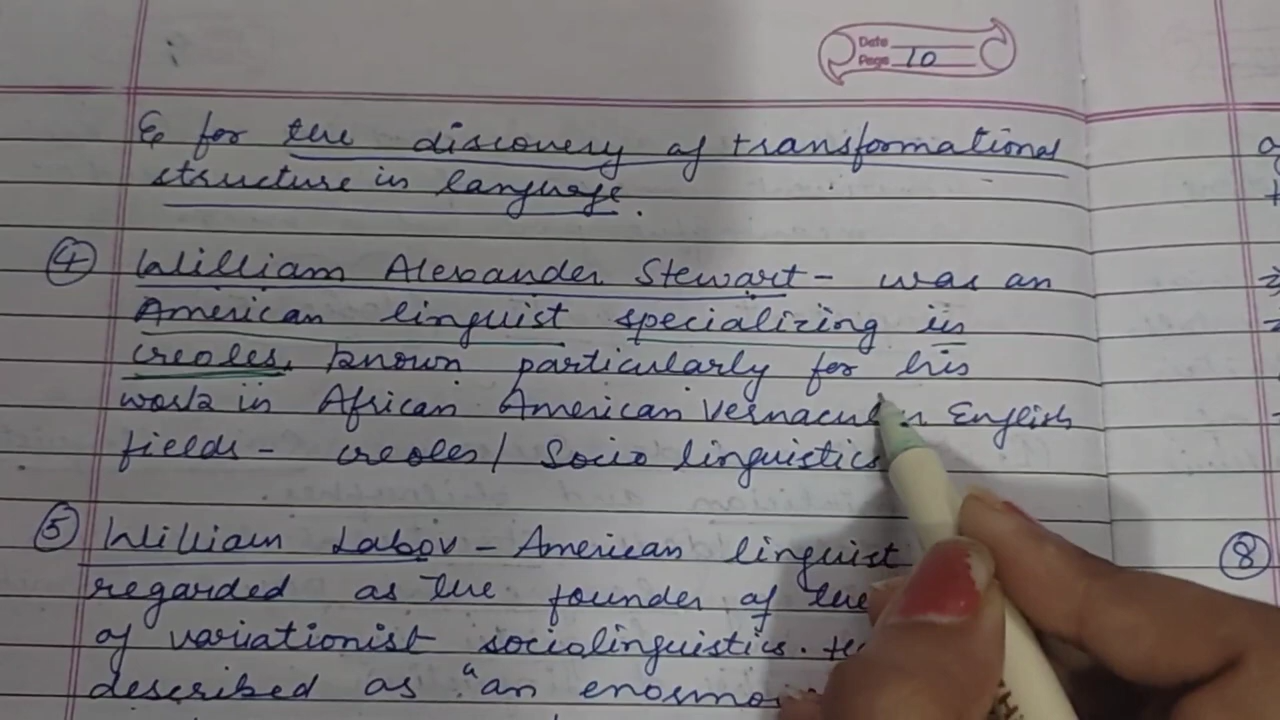 Date
Page 10
& for the discovery of transformational
structure in language.
④ William Alexander Stewart - was an
American linguist specializing in
creoles, known particularly for his
work in African American Vernacular English
fields - creoles / Socio linguistics
⑤ William Labov - American linguist
regarded as the founder of the
of variationist sociolinguistics.
described as "an
⑧